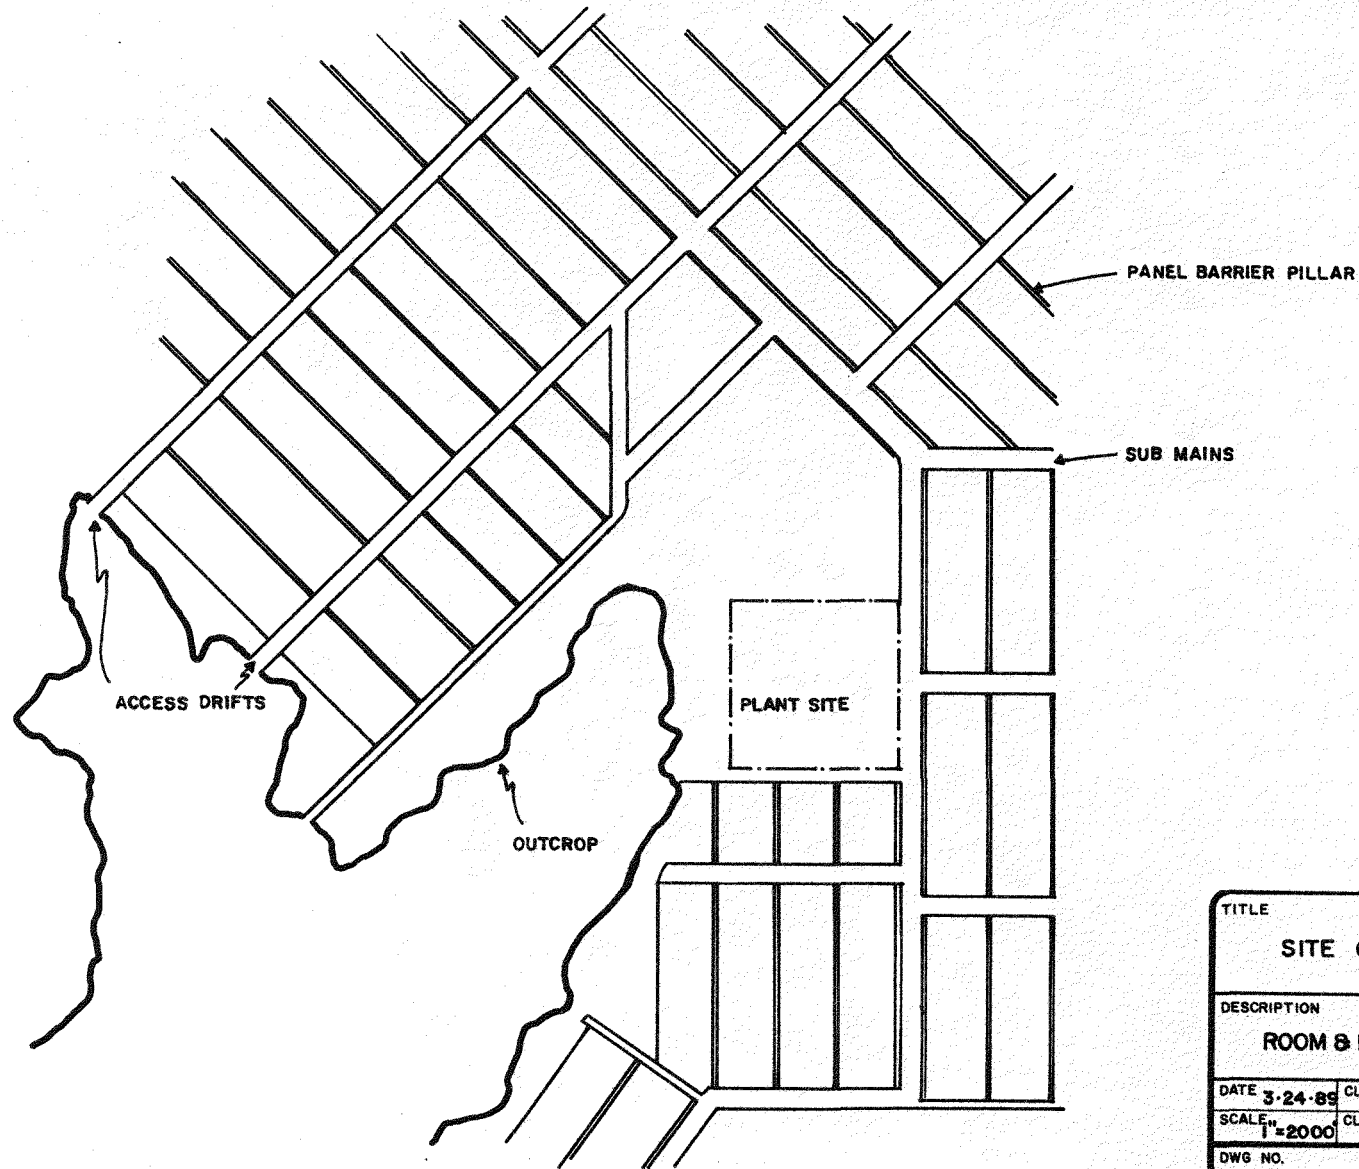 PANEL BARRIER PILLAR
SUB MAINS
ACCESS DRIFTS
PLANT SITE
OUTCROP
TITLE
SITE
DESCRIPTION
ROOM &
DATE 3-24-89
SCALE 1"=2000'
DWG NO.